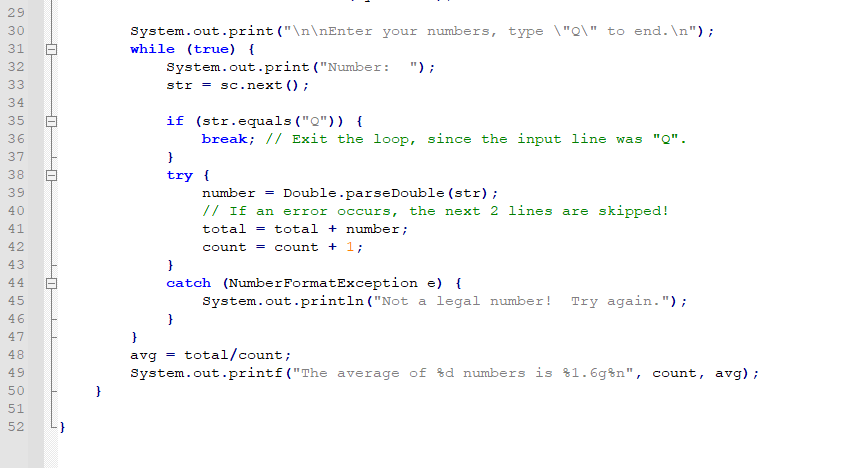 29
30 System.out.print("\n\nEnter your numbers, type \"Q\" to end.\n");
31 while (true) {
32 System.out.print("Number:  ");
33 str = sc.next();
34
35 if (str.equals("Q")) {
36 break; // Exit the loop, since the input line was "Q".
37 }
38 try {
39 number = Double.parseDouble(str);
40 // If an error occurs, the next 2 lines are skipped!
41 total = total + number;
42 count = count + 1;
43 }
44 catch (NumberFormatException e) {
45 System.out.println("Not a legal number!  Try again.");
46 }
47 }
48 avg = total/count;
49 System.out.printf("The average of %d numbers is %1.6g%n", count, avg);
50 }
51
52 }